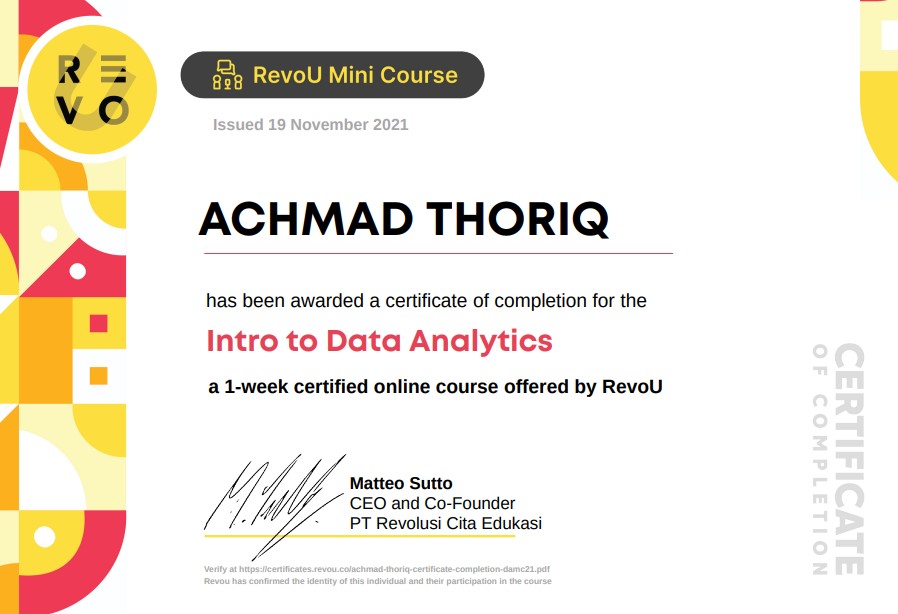 RE
VO
RevoU Mini Course
Issued 19 November 2021
ACHMAD THORIQ
has been awarded a certificate of completion for the
Intro to Data Analytics
a 1-week certified online course offered by RevoU
Matteo Sutto
CEO and Co-Founder
PT Revolusi Cita Edukasi
Verify at https://certificates.revou.co/achmad-thoriq-certificate-completion-damc21.pdf
Revou has confirmed the identity of this individual and their participation in the course
CERTIFICATE
OF COMPLETION